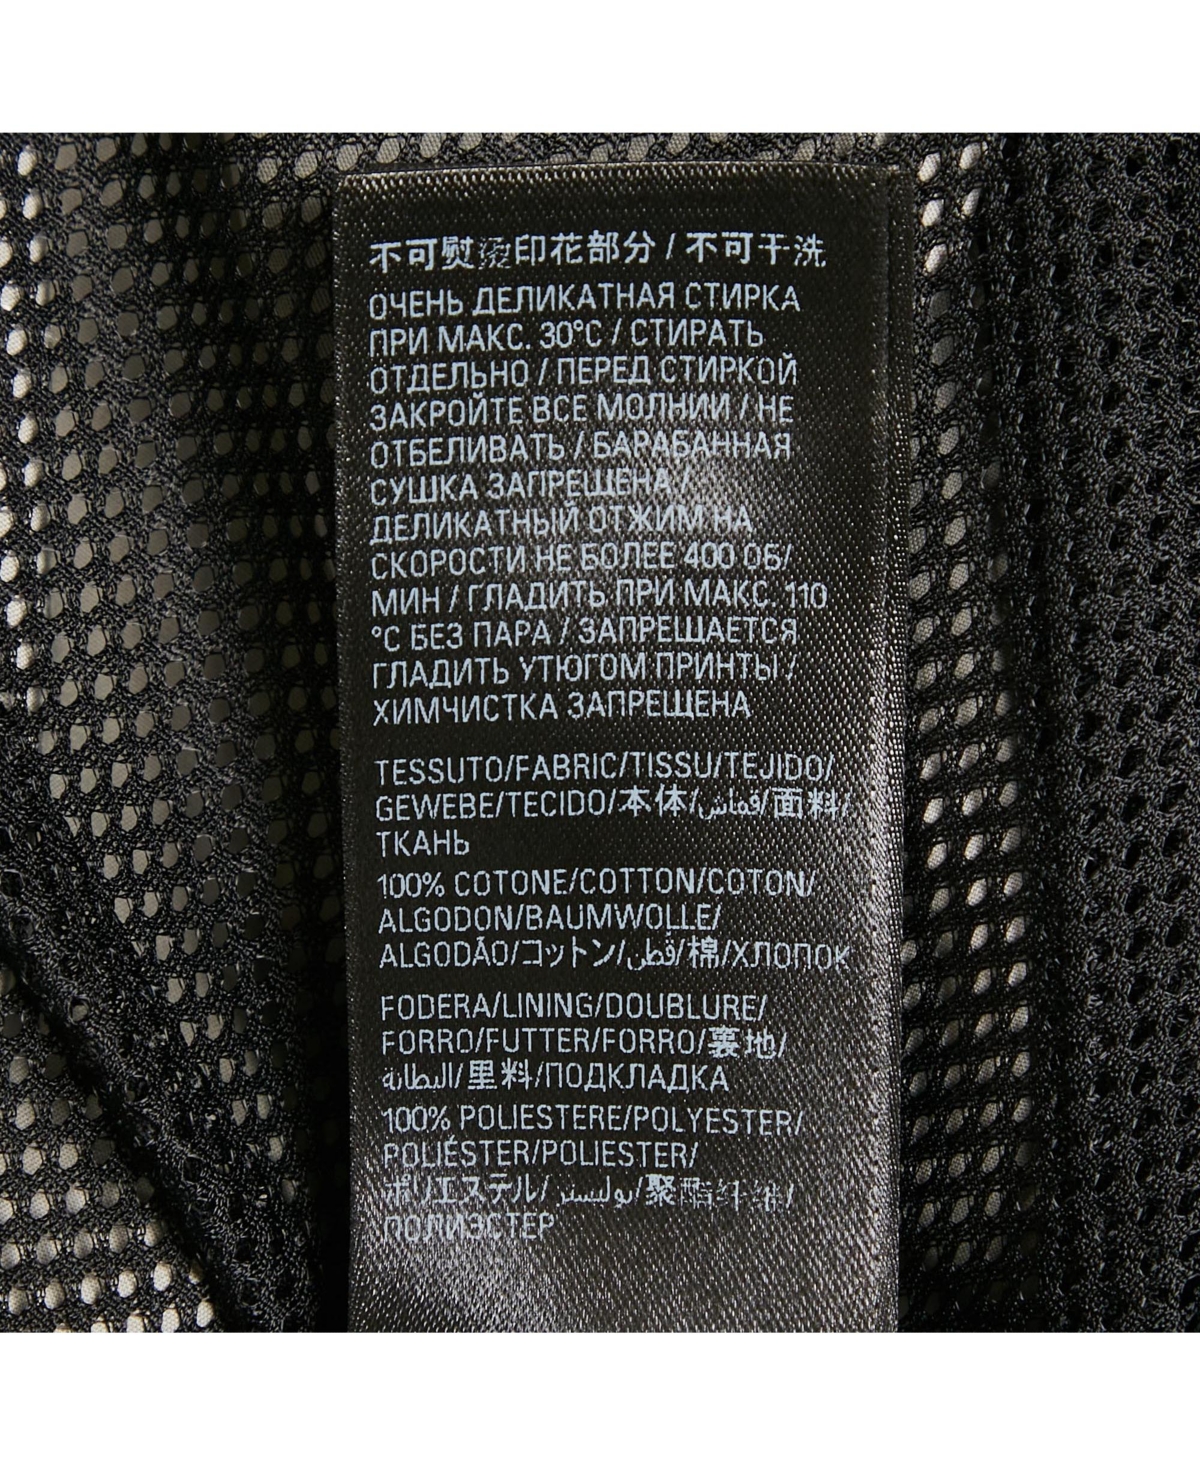 不可熨烫印花部分 / 不可干洗
ОЧЕНЬ ДЕЛИКАТНАЯ СТИРКА
ПРИ МАКС. 30°C / СТИРАТЬ
ОТДЕЛЬНО / ПЕРЕД СТИРКОЙ
ЗАКРОЙТЕ ВСЕ МОЛНИИ / НЕ
ОТБЕЛИВАТЬ / БАРАБАННАЯ
СУШКА ЗАПРЕЩЕНА /
ДЕЛИКАТНЫЙ ОТЖИМ НА
СКОРОСТИ НЕ БОЛЕЕ 400 ОБ/
МИН / ГЛАДИТЬ ПРИ МАКС. 110
°C БЕЗ ПАРА / ЗАПРЕЩАЕТСЯ
ГЛАДИТЬ УТЮГОМ ПРИНТЫ /
ХИМЧИСТКА ЗАПРЕЩЕНА
TESSUTO/FABRIC/TISSU/TEJIDO/
GEWEBE/TECIDO/本体/قماش/面料/
ТКАНЬ
100% COTONE/COTTON/COTON/
ALGODON/BAUMWOLLE/
ALGODÃO/コットン/قطن/棉/ХЛОПОК
FODERA/LINING/DOUBLURE/
FORRO/FUTTER/FORRO/裏地/
البطانة/里料/ПОДКЛАДКА
100% POLIESTERE/POLYESTER/
POLIÉSTER/POLIESTER/
ポリエステル/بوليستر/聚酯纤维/
ПОЛИЭСТЕР